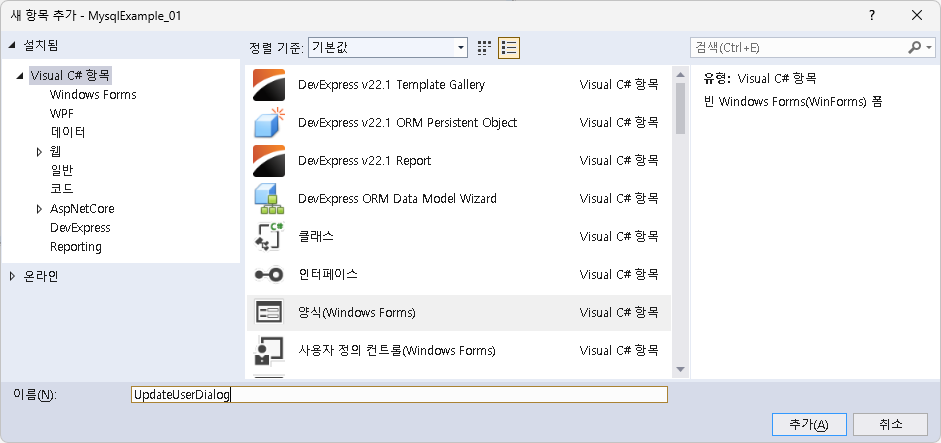 새 항목 추가 - MysqlExample_01
설치됨
정렬 기준: 기본값
검색(Ctrl+E)
Visual C# 항목
Windows Forms
WPF
데이터
웹
일반
코드
AspNetCore
DevExpress
Reporting
온라인
DevExpress v22.1 Template Gallery Visual C# 항목
DevExpress v22.1 ORM Persistent Object Visual C# 항목
DevExpress v22.1 Report Visual C# 항목
DevExpress ORM Data Model Wizard Visual C# 항목
클래스 Visual C# 항목
인터페이스 Visual C# 항목
양식(Windows Forms) Visual C# 항목
사용자 정의 컨트롤(Windows Forms) Visual C# 항목
유형: Visual C# 항목
빈 Windows Forms(WinForms) 폼
이름(N): UpdateUserDialog
추가(A) 취소